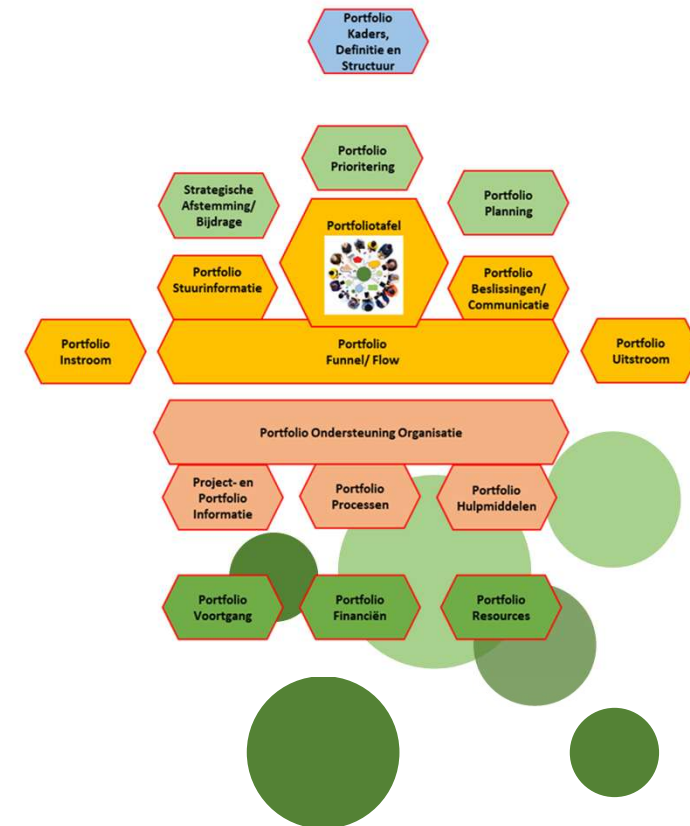 Portfolio
Kaders,
Definitie en
Structuur
Portfolio
Prioritering
Strategische
Afstemming/
Bijdrage
Portfolio
Planning
Portfoliotafel
Portfolio
Stuurinformatie
Portfolio
Beslissingen/
Communicatie
Portfolio
Instroom
Portfolio
Funnel/ Flow
Portfolio
Uitstroom
Portfolio Ondersteuning Organisatie
Project- en
Portfolio
Informatie
Portfolio
Processen
Portfolio
Hulpmiddelen
Portfolio
Voortgang
Portfolio
Financiën
Portfolio
Resources